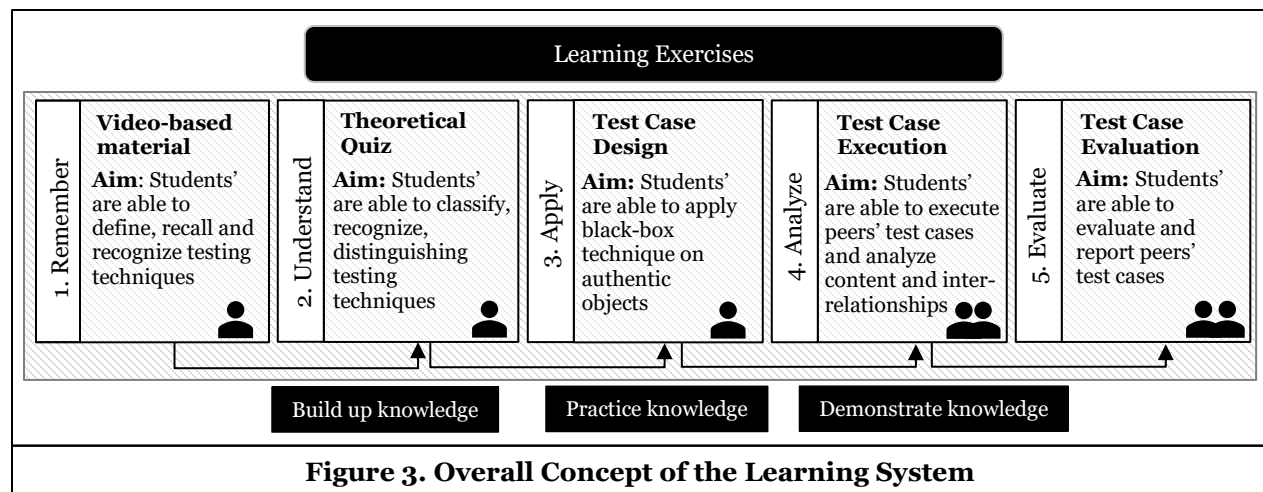 Learning Exercises
1. Remember
Video-based
material
Aim: Students'
are able to
define, recall and
recognize testing
techniques
2. Understand
Theoretical
Quiz
Aim: Students'
are able to classify,
recognize,
distinguishing
testing
techniques
3. Apply
Test Case
Design
Aim: Students'
are able to apply
black-box
technique on
authentic
objects
4. Analyze
Test Case
Execution
Aim: Students'
are able to execute
peers' test cases
and analyze
content and inter-
relationships
5. Evaluate
Test Case
Evaluation
Aim: Students'
are able to
evaluate and
report peers'
test cases
Build up knowledge
Practice knowledge
Demonstrate knowledge
Figure 3. Overall Concept of the Learning System